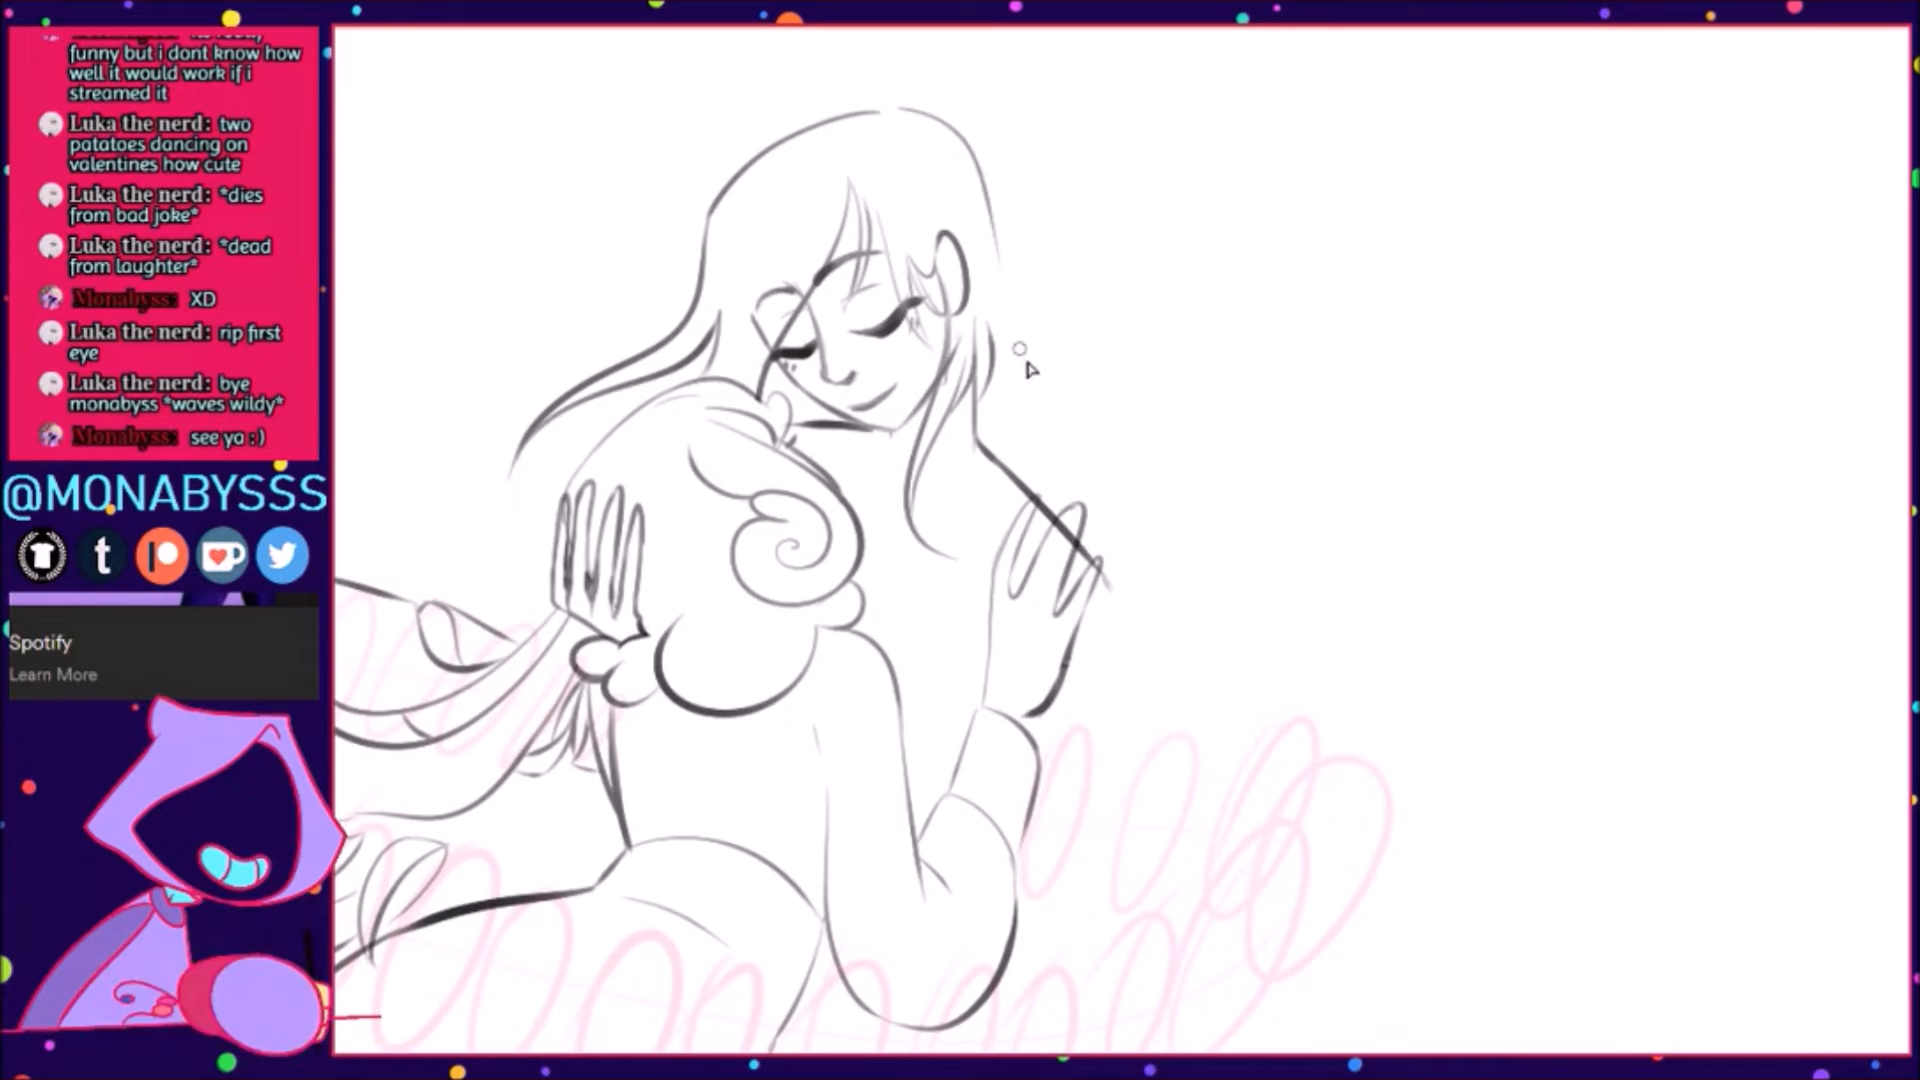 funny but i dont know how
well it would work if i
streamed it
Luka the nerd: two
patatoes dancing on
valentines how cute
Luka the nerd: *dies
from bad joke*
Luka the nerd: *dead
from laughter*
Monabyss: XD
Luka the nerd: rip first
eye
Luka the nerd: bye
monabyss *waves wildy*
Monabyss: see ya :)
@MONABYSSS
Spotify
Learn More